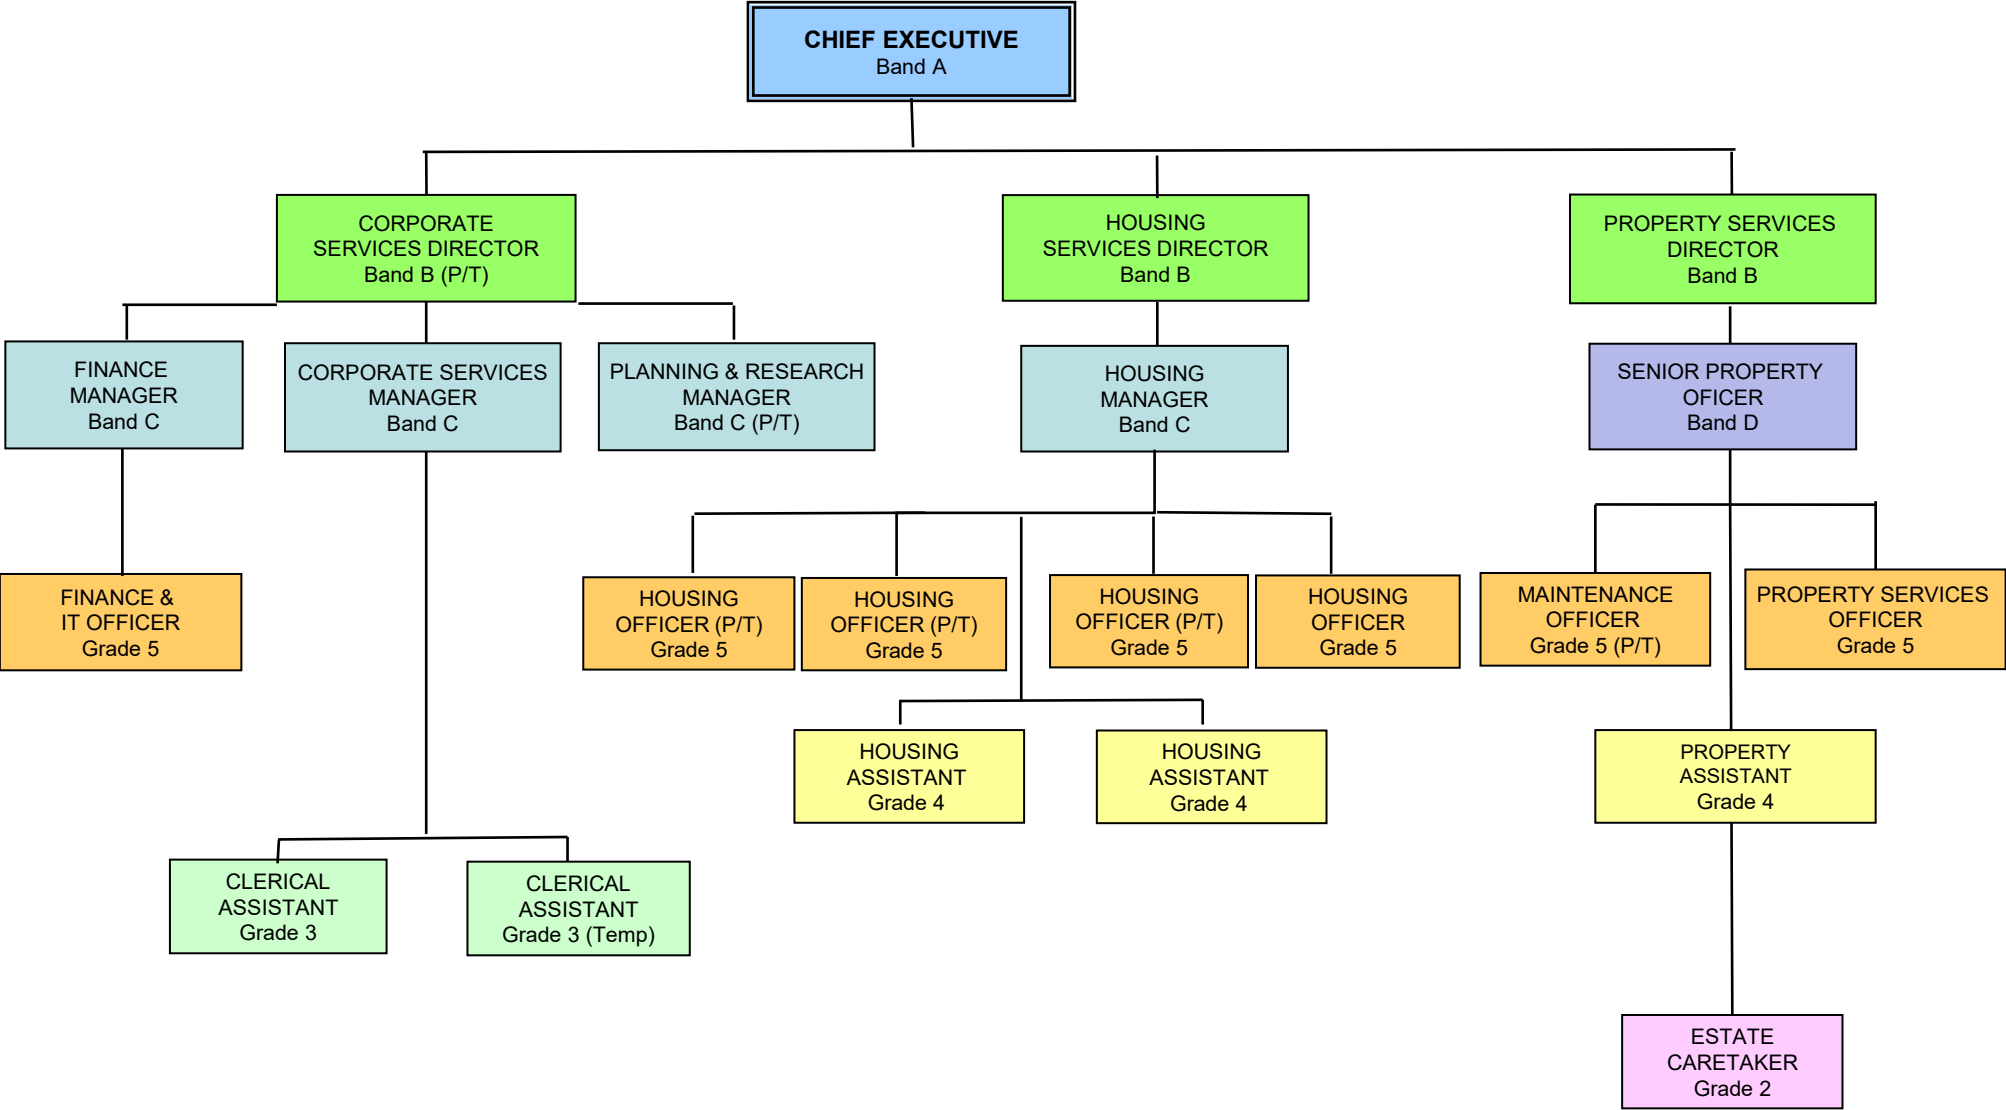 CHIEF EXECUTIVE
Band A
CORPORATE
SERVICES DIRECTOR
Band B (P/T)
HOUSING
SERVICES DIRECTOR
Band B
PROPERTY SERVICES
DIRECTOR
Band B
FINANCE
MANAGER
Band C
CORPORATE SERVICES
MANAGER
Band C
PLANNING & RESEARCH
MANAGER
Band C (P/T)
HOUSING
MANAGER
Band C
SENIOR PROPERTY
OFICER
Band D
FINANCE &
IT OFFICER
Grade 5
HOUSING
OFFICER (P/T)
Grade 5
HOUSING
OFFICER (P/T)
Grade 5
HOUSING
OFFICER (P/T)
Grade 5
HOUSING
OFFICER
Grade 5
MAINTENANCE
OFFICER
Grade 5 (P/T)
PROPERTY SERVICES
OFFICER
Grade 5
HOUSING
ASSISTANT
Grade 4
HOUSING
ASSISTANT
Grade 4
PROPERTY
ASSISTANT
Grade 4
CLERICAL
ASSISTANT
Grade 3
CLERICAL
ASSISTANT
Grade 3 (Temp)
ESTATE
CARETAKER
Grade 2